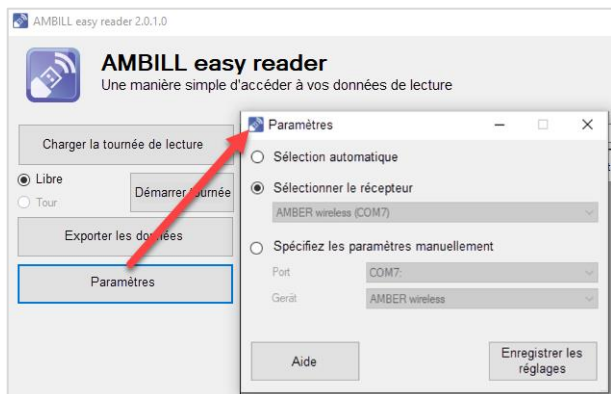 AMBILL easy reader 2.0.1.0
AMBILL easy reader
Une manière simple d'accéder à vos données de lecture
Charger la tournée de lecture
Libre
Tour
Démarrer tournée
Exporter les données
Paramètres
Paramètres
Sélection automatique
Sélectionner le récepteur
AMBER wireless (COM7)
Spécifiez les paramètres manuellement
Port
COM7:
Gerät
AMBER wireless
Aide
Enregistrer les
réglages